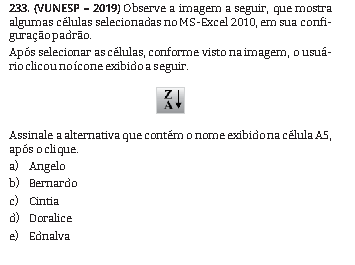 233. (VUNESP – 2019) Observe a imagem a seguir, que mostra
algumas células selecionadas no MS-Excel 2010, em sua confi-
guração padrão.
Após selecionar as células, conforme visto na imagem, o usuá-
rio clicou no ícone exibido a seguir.
Z
A
Assinale a alternativa que contém o nome exibido na célula A5,
após o clique.
a) Angelo
b) Bernardo
c) Cintia
d) Doralice
e) Ednalva